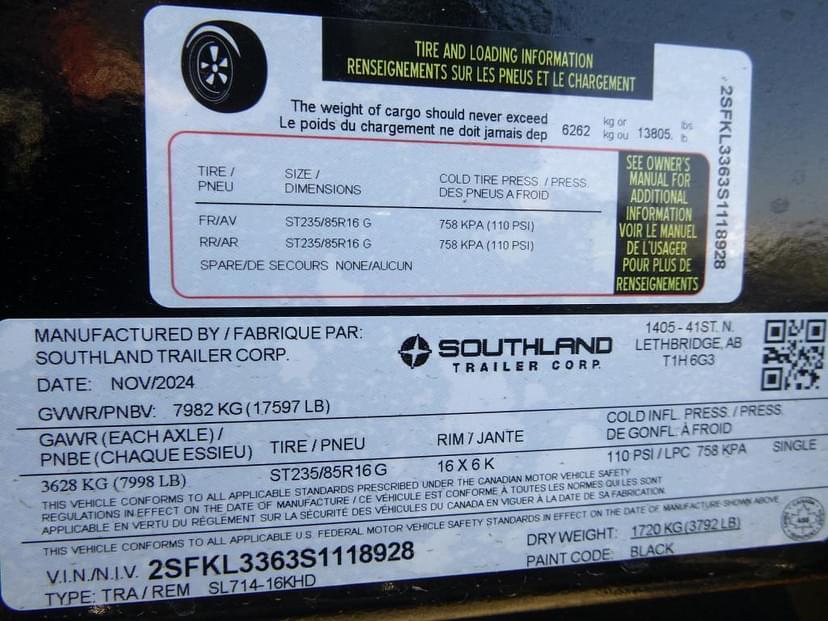 TIRE AND LOADING INFORMATION
RENSEIGNEMENTS SUR LES PNEUS ET LE CHARGEMENT
The weight of cargo should never exceed
Le poids du chargement ne doit jamais dep
6262 kg or 13805. lbs
kg ou lb
TIRE / SIZE / COLD TIRE PRESS / PRESS.
PNEU DIMENSIONS DES PNEUS A FROID
FR/AV ST235/85R16 G 758 KPA (110 PSI)
RR/AR ST235/85R16 G 758 KPA (110 PSI)
SPARE/DE SECOURS NONE/AUCUN
SEE OWNER'S
MANUAL FOR
ADDITIONAL
INFORMATION
VOIR LE MANUEL
DE L'USAGER
POUR PLUS DE
RENSEIGNEMENTS
2SFKL3363S1118928
MANUFACTURED BY / FABRIQUE PAR:
SOUTHLAND TRAILER CORP.
DATE: NOV/2024
GVWR/PNBV: 7982 KG (17597 LB)
SOUTHLAND
TRAILER CORP.
1405 - 41ST. N.
LETHBRIDGE, AB
T1H 6G3
GAWR (EACH AXLE) / TIRE / PNEU RIM / JANTE COLD INFL. PRESS. / PRESS.
PNBE (CHAQUE ESSIEU) DE GONFL. À FROID
3628 KG (7998 LB) ST235/85R16 G 16 X 6 K 110 PSI / LPC 758 KPA SINGLE
THIS VEHICLE CONFORMS TO ALL APPLICABLE STANDARDS PRESCRIBED UNDER THE CANADIAN MOTOR VEHICLE SAFETY
REGULATIONS IN EFFECT ON THE DATE OF MANUFACTURE / CE VÉHICULE EST CONFORME À TOUTES LES NORMES QUI LES SONT
APPLICABLE EN VERTU DU RÉGLEMENT SUR LA SÉCURITÉ DES VÉHICULES DU CANADA EN VIGUER À LA DATE DE SA FABRICATION.
THIS VEHICLE CONFORMS TO ALL APPLICABLE U.S. FEDERAL MOTOR VEHICLE SAFETY STANDARDS IN EFFECT ON THE DATE OF MANUFACTURE SHOWN ABOVE
V.I.N./N.I.V. 2SFKL3363S1118928 DRY WEIGHT: 1720 KG (3792 LB)
TYPE: TRA / REM SL714-16KHD PAINT CODE: BLACK